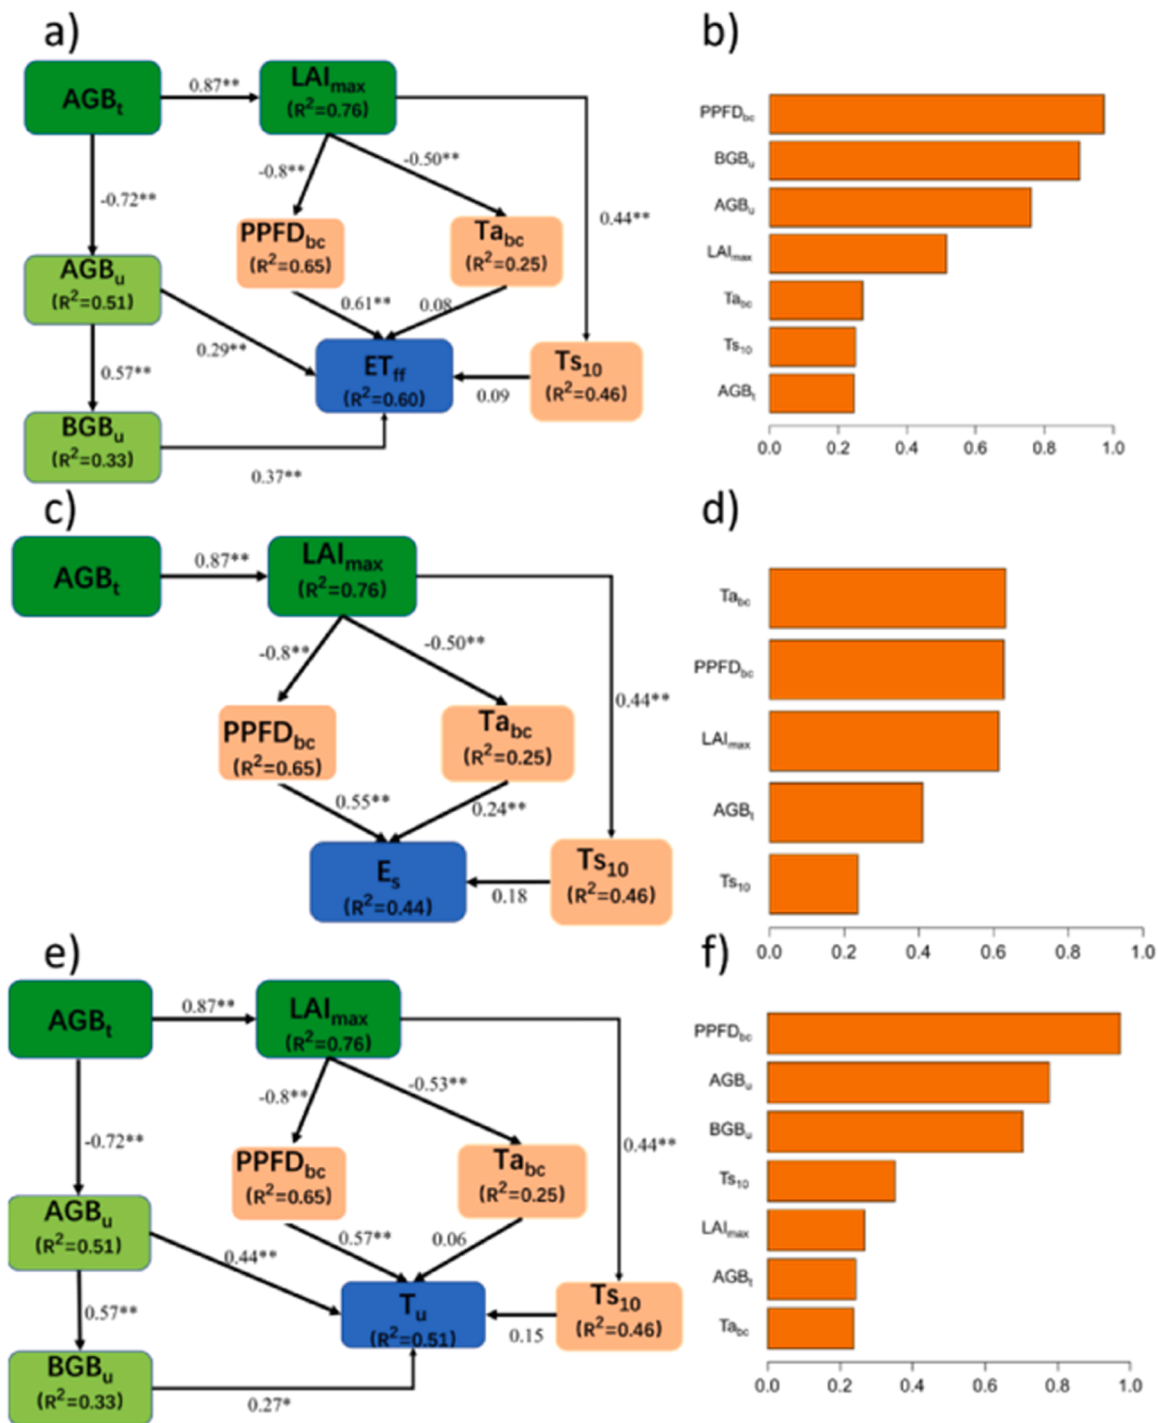 a)
AGBt
0.87**
LAImax
(R²=0.76)
-0.8**
-0.50**
0.44**
-0.72**
PPFDbc
(R²=0.65)
Tabc
(R²=0.25)
AGBu
(R²=0.51)
0.61**
0.08
0.29**
0.57**
ETff
(R²=0.60)
0.09
Ts10
(R²=0.46)
BGBu
(R²=0.33)
0.37**
b)
PPFDbc
BGBu
AGBu
LAImax
Tabc
Ts10
AGBt
0.0 0.2 0.4 0.6 0.8 1.0
c)
AGBt
0.87**
LAImax
(R²=0.76)
-0.8**
-0.50**
0.44**
PPFDbc
(R²=0.65)
Tabc
(R²=0.25)
0.55**
0.24**
Es
(R²=0.44)
0.18
Ts10
(R²=0.46)
d)
Tabc
PPFDbc
LAImax
AGBt
Ts10
0.0 0.2 0.4 0.6 0.8 1.0
e)
AGBt
0.87**
LAImax
(R²=0.76)
-0.8**
-0.53**
0.44**
-0.72**
PPFDbc
(R²=0.65)
Tabc
(R²=0.25)
AGBu
(R²=0.51)
0.57**
0.06
0.44**
0.57**
Tu
(R²=0.51)
0.15
Ts10
(R²=0.46)
BGBu
(R²=0.33)
0.27*
f)
PPFDbc
AGBu
BGBu
Ts10
LAImax
AGBt
Tabc
0.0 0.2 0.4 0.6 0.8 1.0